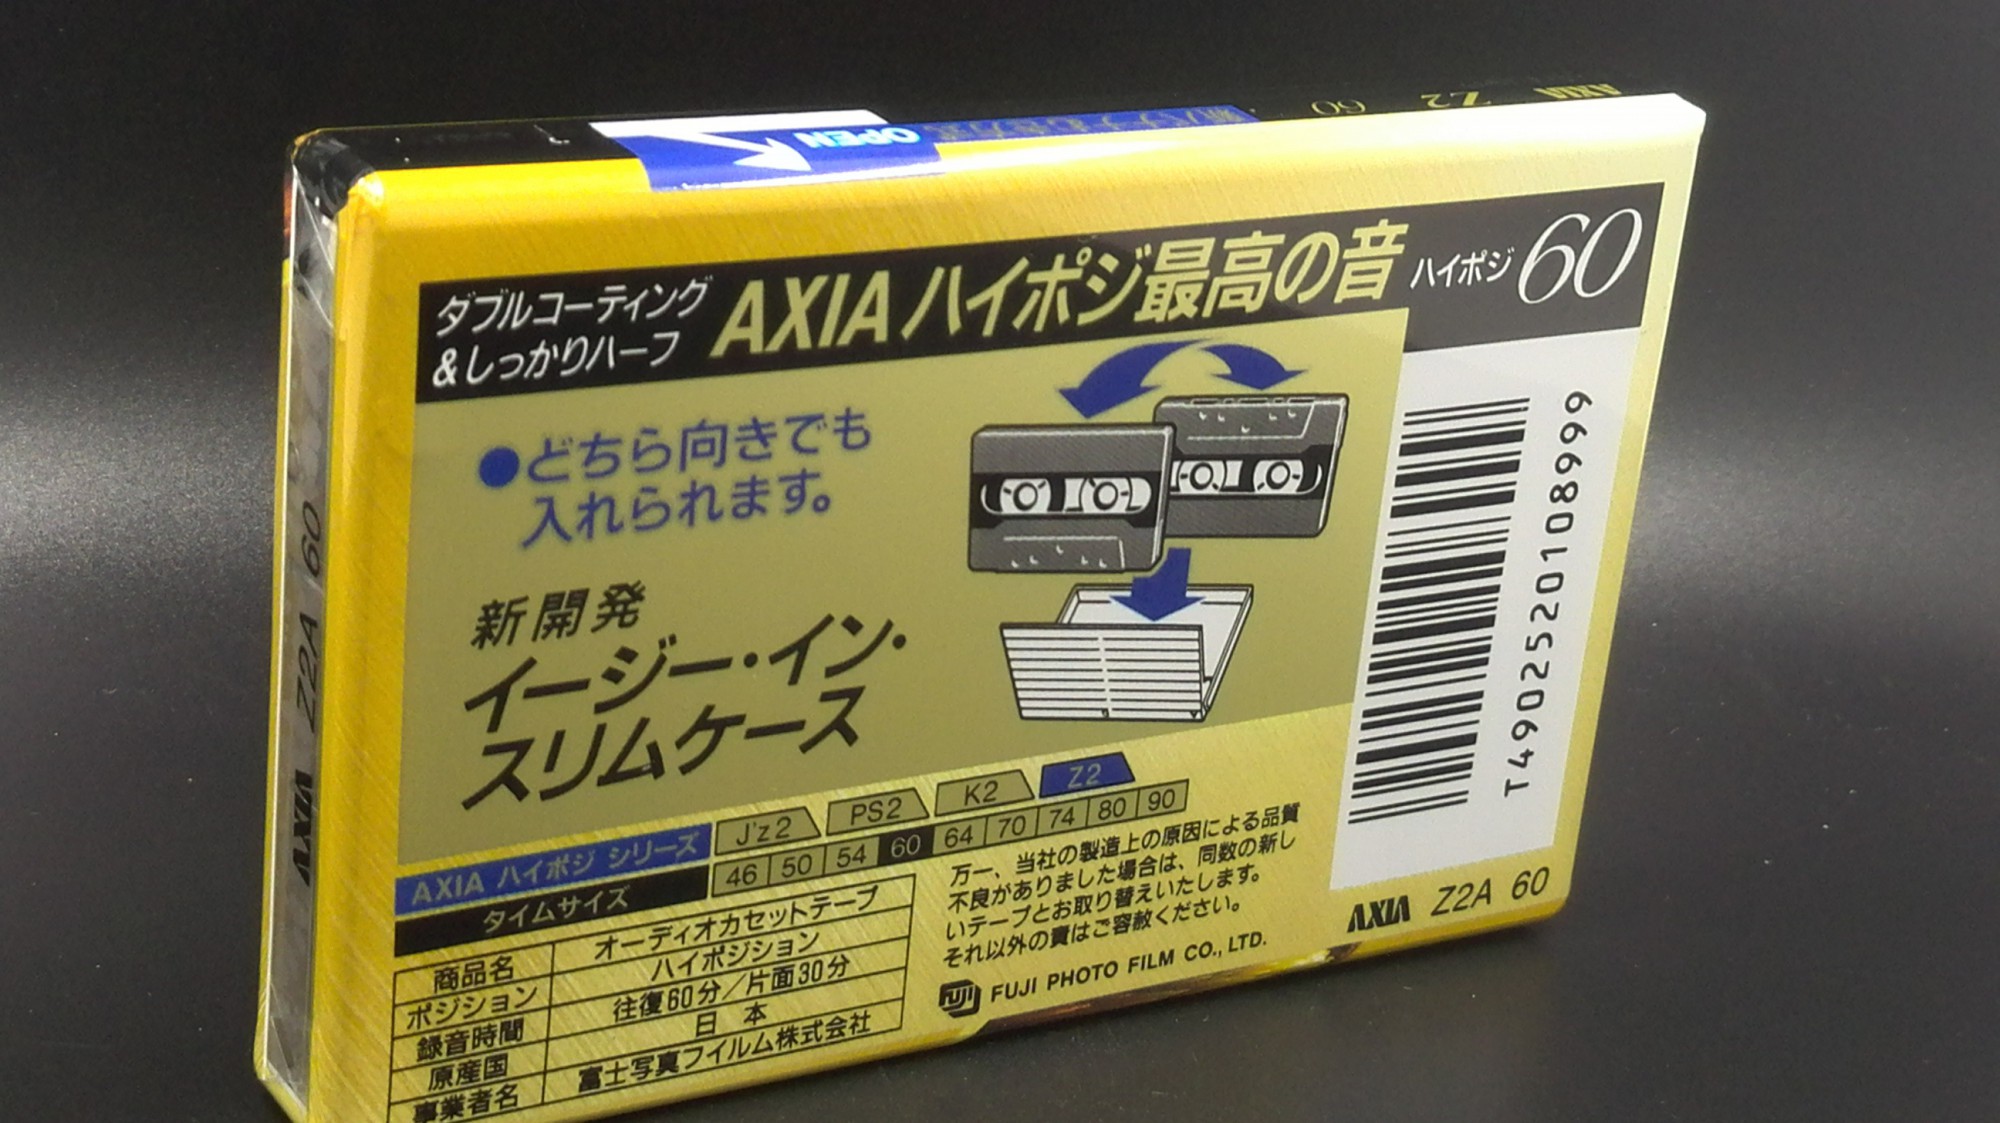 AXIA Z2 60
OPEN
ダブルコーティング
&しっかりハーフ
AXIAハイポジ最高の音
ハイポジ60
●どちら向きでも
入れられます。
新開発
イージー・イン・
スリムケース
T4902520108999
AXIA ハイポジ シリーズ J'z2 PS2 K2 Z2
タイムサイズ 46 50 54 60 64 70 74 80 90
商品名 オーディオカセットテープ
ポジション ハイポジション
録音時間 往復60分/片面30分
原産国 日本
事業者名 富士写真フイルム株式会社
万一、当社の製造上の原因による品質
不良がありました場合は、同数の新し
いテープとお取り替えいたします。
それ以外の責はご容赦ください。
FUJI FUJI PHOTO FILM CO., LTD.
AXIA Z2A 60
AXIA Z2A 60